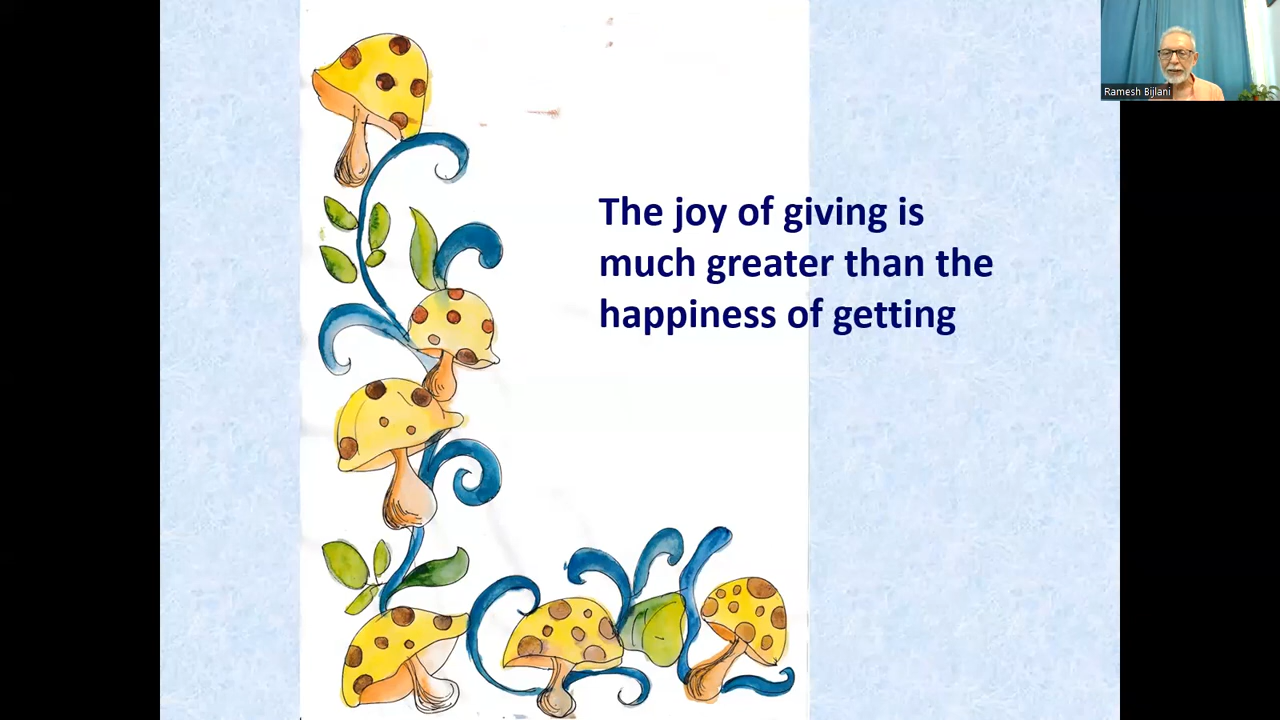 Ramesh Bijlani
The joy of giving is
much greater than the
happiness of getting